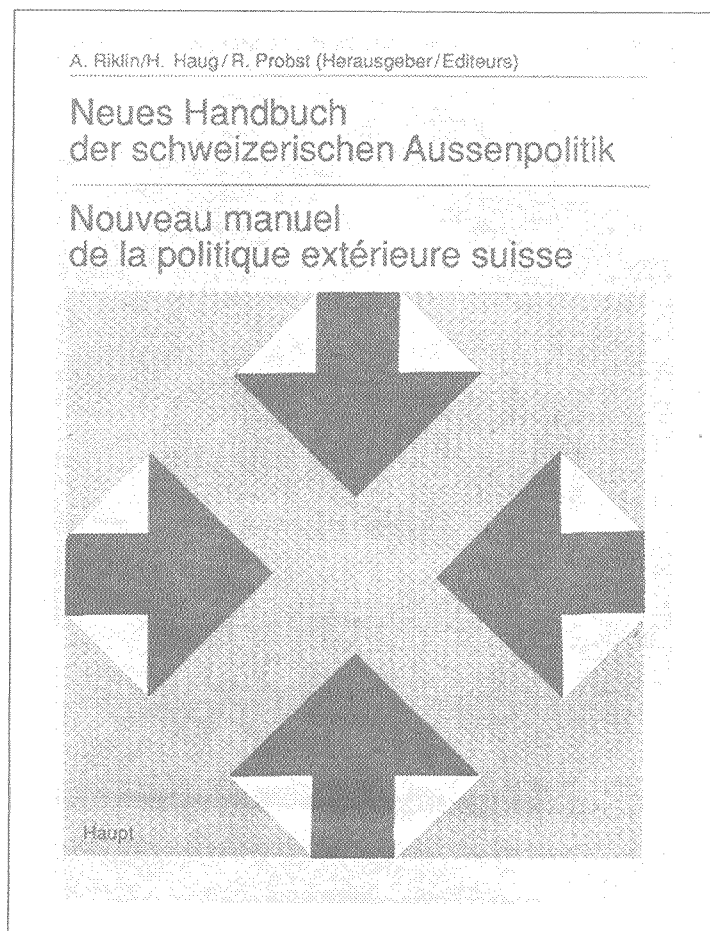 A. Riklin/H. Haug/R. Probst (Herausgeber/Editeurs)
Neues Handbuch
der schweizerischen Aussenpolitik
Nouveau manuel
de la politique extérieure suisse
Haupt